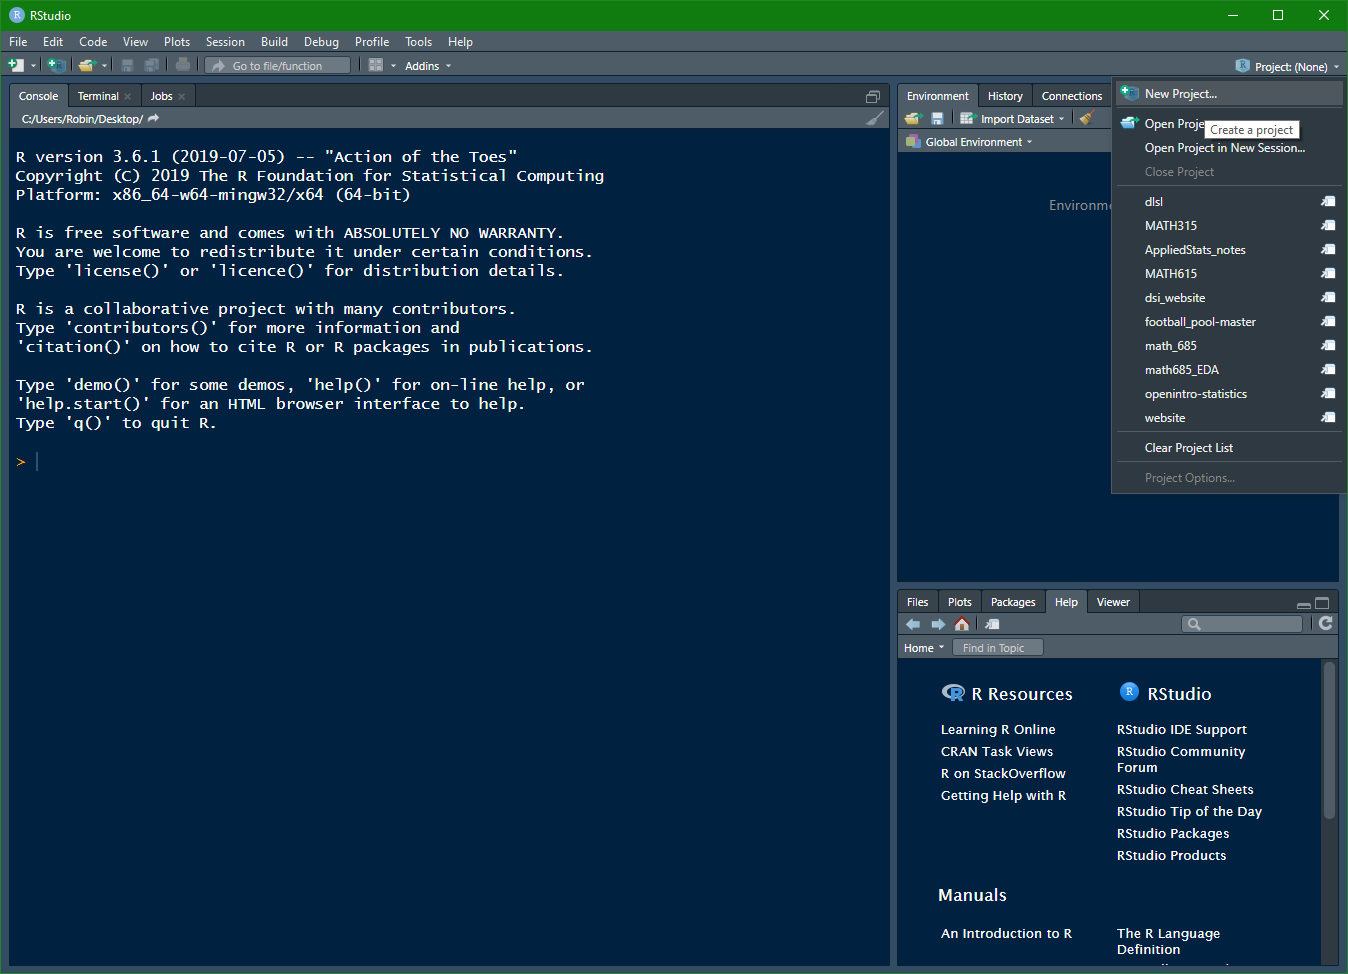 RStudio
File Edit Code View Plots Session Build Debug Profile Tools Help
Go to file/function Addins Project: (None)
Console Terminal Jobs
C:/Users/Robin/Desktop/
R version 3.6.1 (2019-07-05) -- "Action of the Toes"
Copyright (C) 2019 The R Foundation for Statistical Computing
Platform: x86_64-w64-mingw32/x64 (64-bit)
R is free software and comes with ABSOLUTELY NO WARRANTY.
You are welcome to redistribute it under certain conditions.
Type 'license()' or 'licence()' for distribution details.
R is a collaborative project with many contributors.
Type 'contributors()' for more information and
'citation()' on how to cite R or R packages in publications.
Type 'demo()' for some demos, 'help()' for on-line help, or
'help.start()' for an HTML browser interface to help.
Type 'q()' to quit R.
>
Environment History Connections
Import Dataset
Global Environment
Environme
New Project...
Open Proje
Create a project
Open Project in New Session...
Close Project
dlsl
MATH315
AppliedStats_notes
MATH615
dsi_website
football_pool-master
math_685
math685_EDA
openintro-statistics
website
Clear Project List
Project Options...
Files Plots Packages Help Viewer
Home Find in Topic
R Resources
Learning R Online
CRAN Task Views
R on StackOverflow
Getting Help with R
RStudio
RStudio IDE Support
RStudio Community
Forum
RStudio Cheat Sheets
RStudio Tip of the Day
RStudio Packages
RStudio Products
Manuals
An Introduction to R
The R Language
Definition